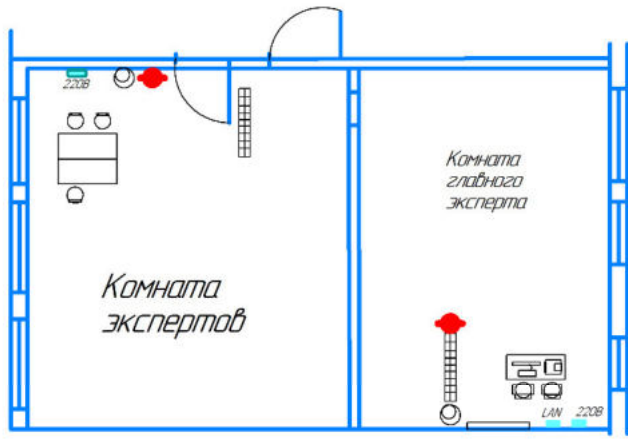 220В
Комната
главного
эксперта
Комната
экспертов
LAN 220В